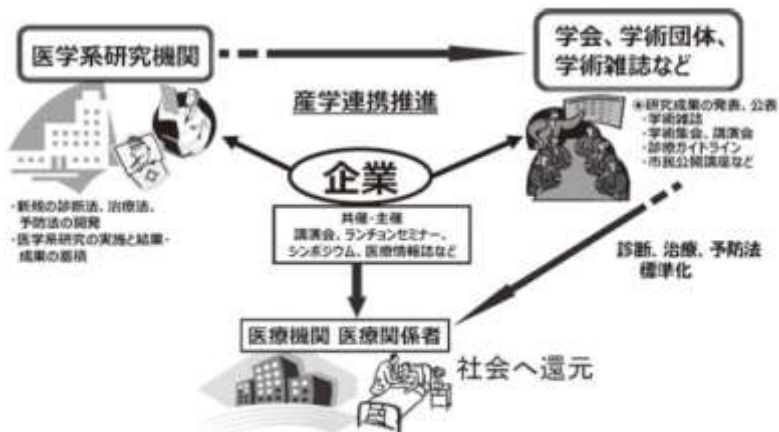 医学系研究機関
学会、学術団体、
学術雑誌など
産学連携推進
※研究成果の発表、公表
・学術雑誌
・学術集会、講演会
・診療ガイドライン
・市民公開講座など
企業
・新規の診断法、治療法、
予防法の開発
・医学系研究の実施と結果・
成果の蓄積
共催・主催
講演会、ランチョンセミナー、
シンポジウム、医療情報誌など
診断、治療、予防法
標準化
医療機関 医療関係者
社会へ還元